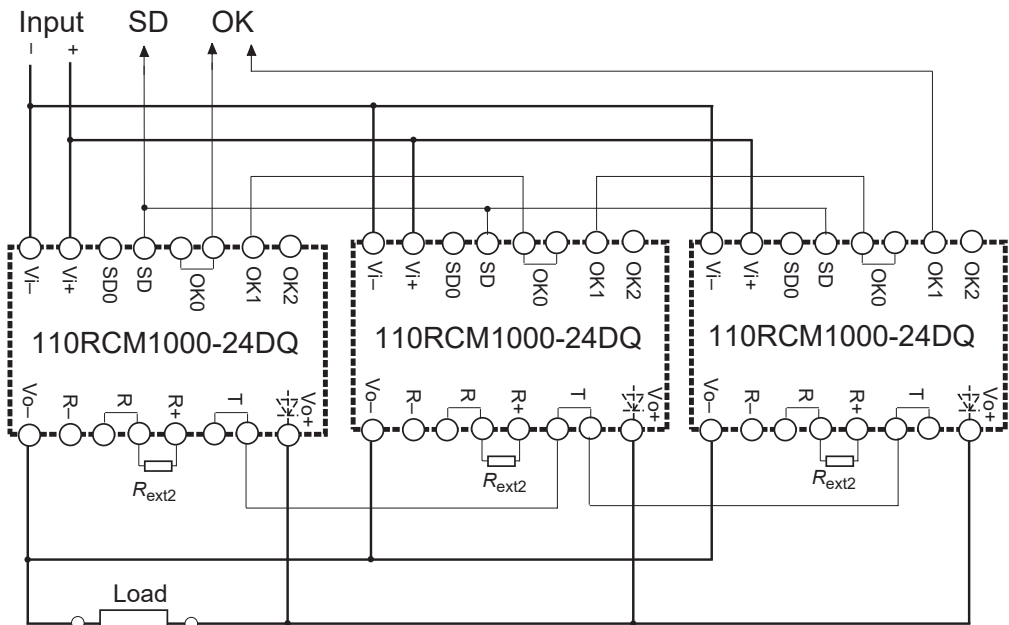 Input SD OK
– +
Vi– Vi+ SD0 SD OK0 OK1 OK2
110RCM1000-24DQ
Vo– R– R R+ T Vo+
Rext2
Vi– Vi+ SD0 SD OK0 OK1 OK2
110RCM1000-24DQ
Vo– R– R R+ T Vo+
Rext2
Vi– Vi+ SD0 SD OK0 OK1 OK2
110RCM1000-24DQ
Vo– R– R R+ T Vo+
Rext2
Load